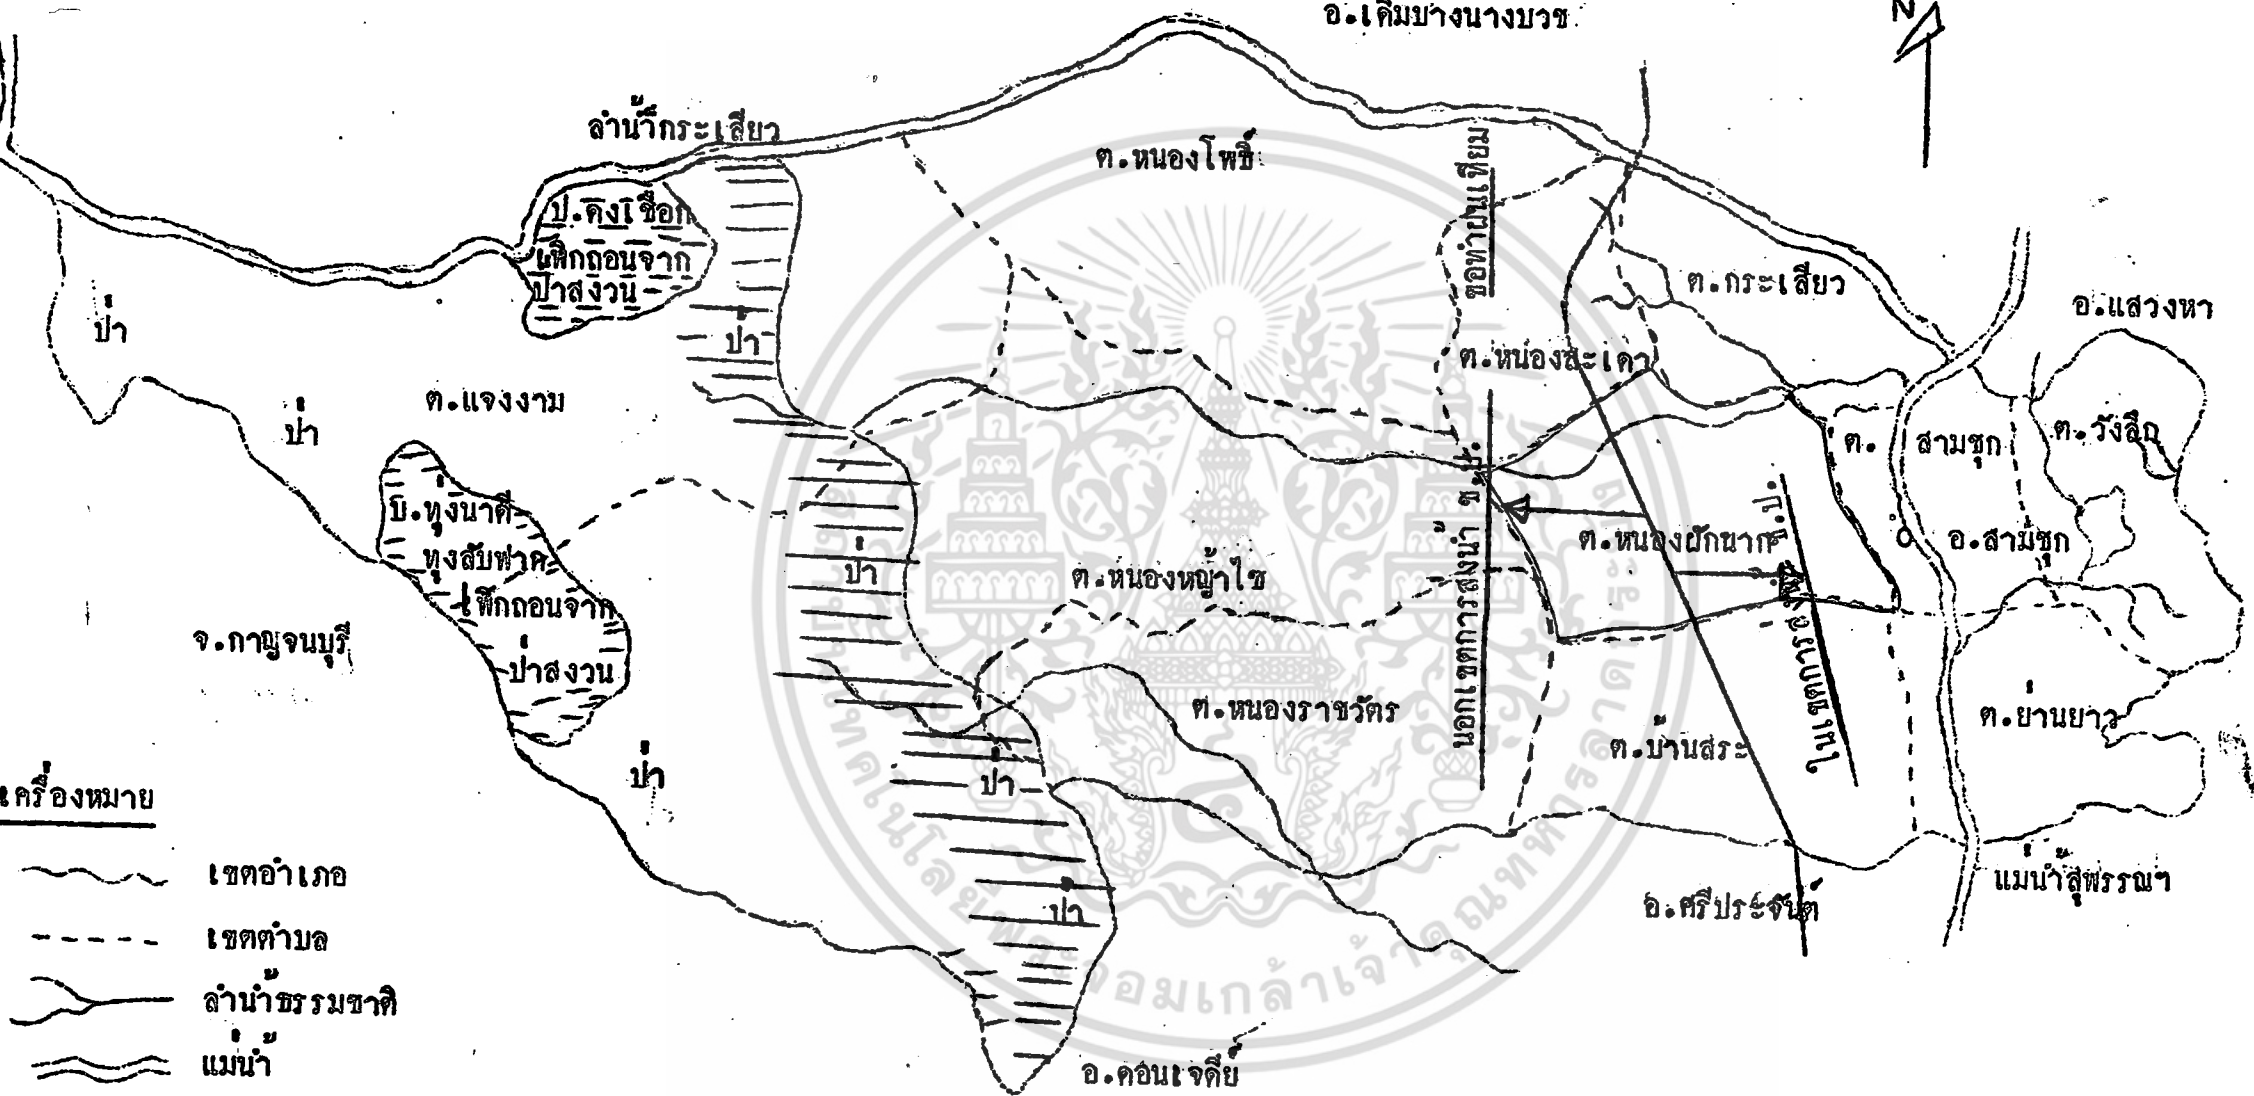 อ.เดิมบางนางบวช
N
ลำน้ำกระเสียว
ต.หนองโพธิ์
ขอทำฝนเทียม
ป.ดงเชือก
เพิกถอนจาก
ป่าสงวน
ต.กระเสียว
อ.แสวงหา
ป่า
ป่า
ต.หนองสะเดา
ต.แจงงาม
ป่า
ต.
สามชุก
ต.วังลึก
บ.ทุ่งนาตี
ทุ่งสับฟาก
เพิกถอนจาก
ป่าสงวน
นอกเขตการส่งน้ำ ช.ป.
ต.หนองผักนาก
อ.สามชุก
ป่า
ต.หนองหญ้าไซ
จ.กาญจนบุรี
ต.หนองราชวัตร
ต.บ้านสระ
ต.ย่านยาว
ป่า
ป่า
เครื่องหมาย
เขตอำเภอ
เขตตำบล
ลำน้ำธรรมชาติ
แม่น้ำ
ป่า
อ.ศรีประจันต์
แม่น้ำสุพรรณฯ
อ.ดอนเจดีย์